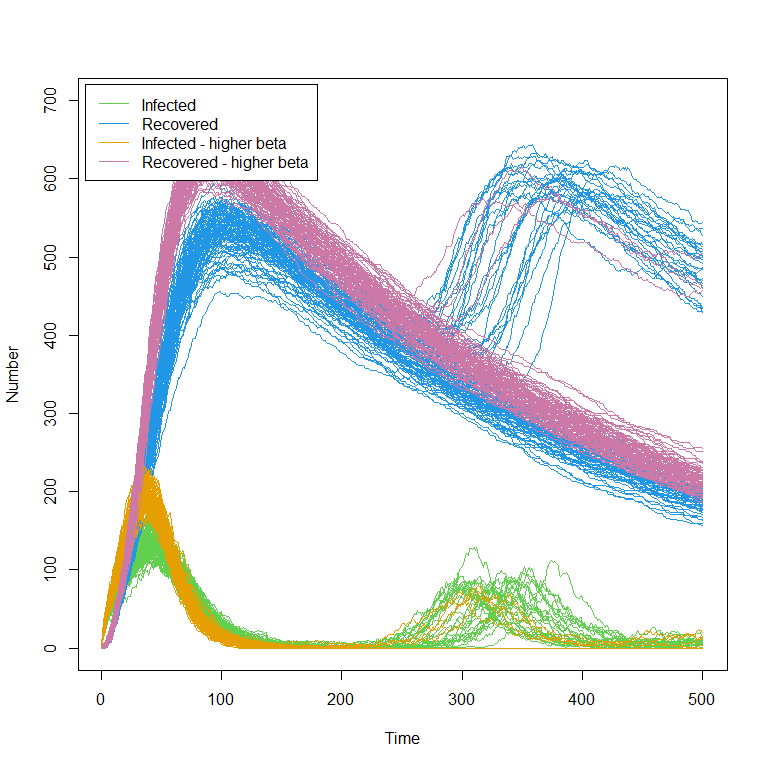 Infected
Recovered
Infected - higher beta
Recovered - higher beta
700
600
500
400
300
200
100
0
Number
0 100 200 300 400 500
Time